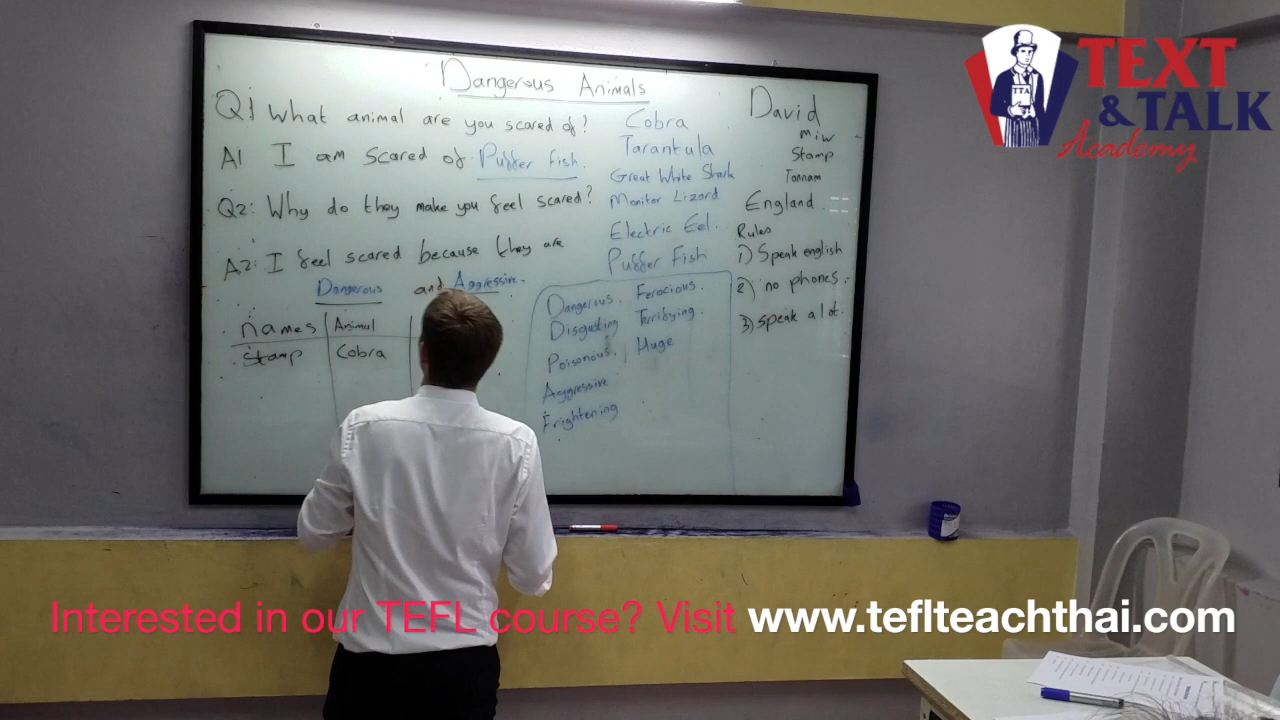 Dangerous Animals
Q1 What animal are you scared of?
A1 I am scared of Puffer fish.
Q2: Why do they make you feel scared?
A2: I feel scared because they are
Dangerous and Aggressive.
names Animal
Stamp Cobra
Cobra
Tarantula
Great White Shark
Monitor Lizard
Electric Eel.
Puffer Fish
Dangerous. Ferocious.
Disgusting Terrifying.
Poisonous. Huge
Aggressive
Frightening
David
Miw
Stamp
Tannam
England
Rules
1) Speak english
2) no phones.
3) Speak a lot.
TEXT
& TALK
Academy
TTA
Interested in our TEFL course? Visit www.teflteachthai.com